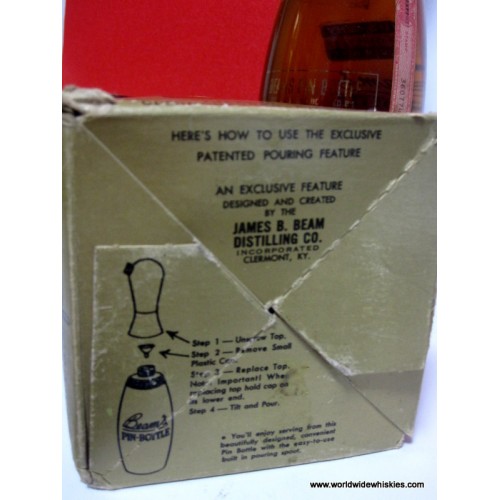 HERE'S HOW TO USE THE EXCLUSIVE
PATENTED POURING FEATURE
AN EXCLUSIVE FEATURE
DESIGNED AND CREATED
BY THE
JAMES B. BEAM
DISTILLING CO.
INCORPORATED
CLERMONT, KY.
Step 1 — Unscrew Top.
Step 2 — Remove Small
Plastic
Step 3 — Replace Top.
Important! When
replacing top hold cap on
lower end.
Step 4 — Tilt and Pour.
Beam's
PIN-BOTTLE
• You'll enjoy serving from this
beautifully designed, convenient
Pin Bottle with the easy-to-use
built in pouring spout.
www.worldwidewhiskies.com